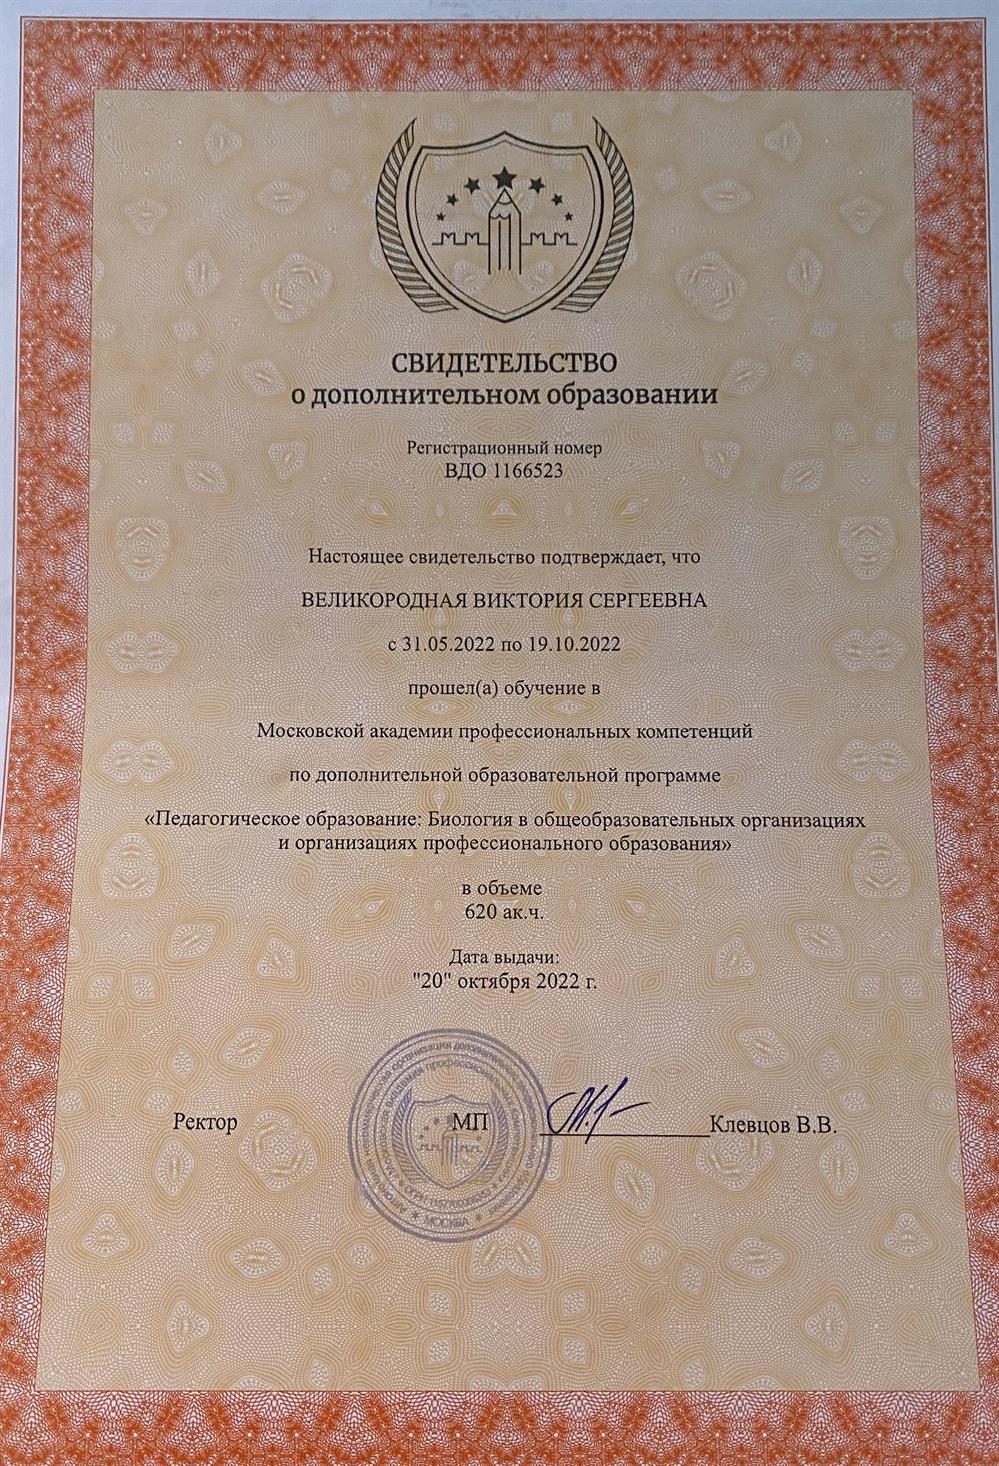 СВИДЕТЕЛЬСТВО
о дополнительном образовании
Регистрационный номер
ВДО 1166523
Настоящее свидетельство подтверждает, что
ВЕЛИКОРОДНАЯ ВИКТОРИЯ СЕРГЕЕВНА
с 31.05.2022 по 19.10.2022
прошел(а) обучение в
Московской академии профессиональных компетенций
по дополнительной образовательной программе
«Педагогическое образование: Биология в общеобразовательных организациях
и организациях профессионального образования»
в объеме
620 ак.ч.
Дата выдачи:
"20" октября 2022 г.
Ректор МП Клевцов В.В.
МОСКВА